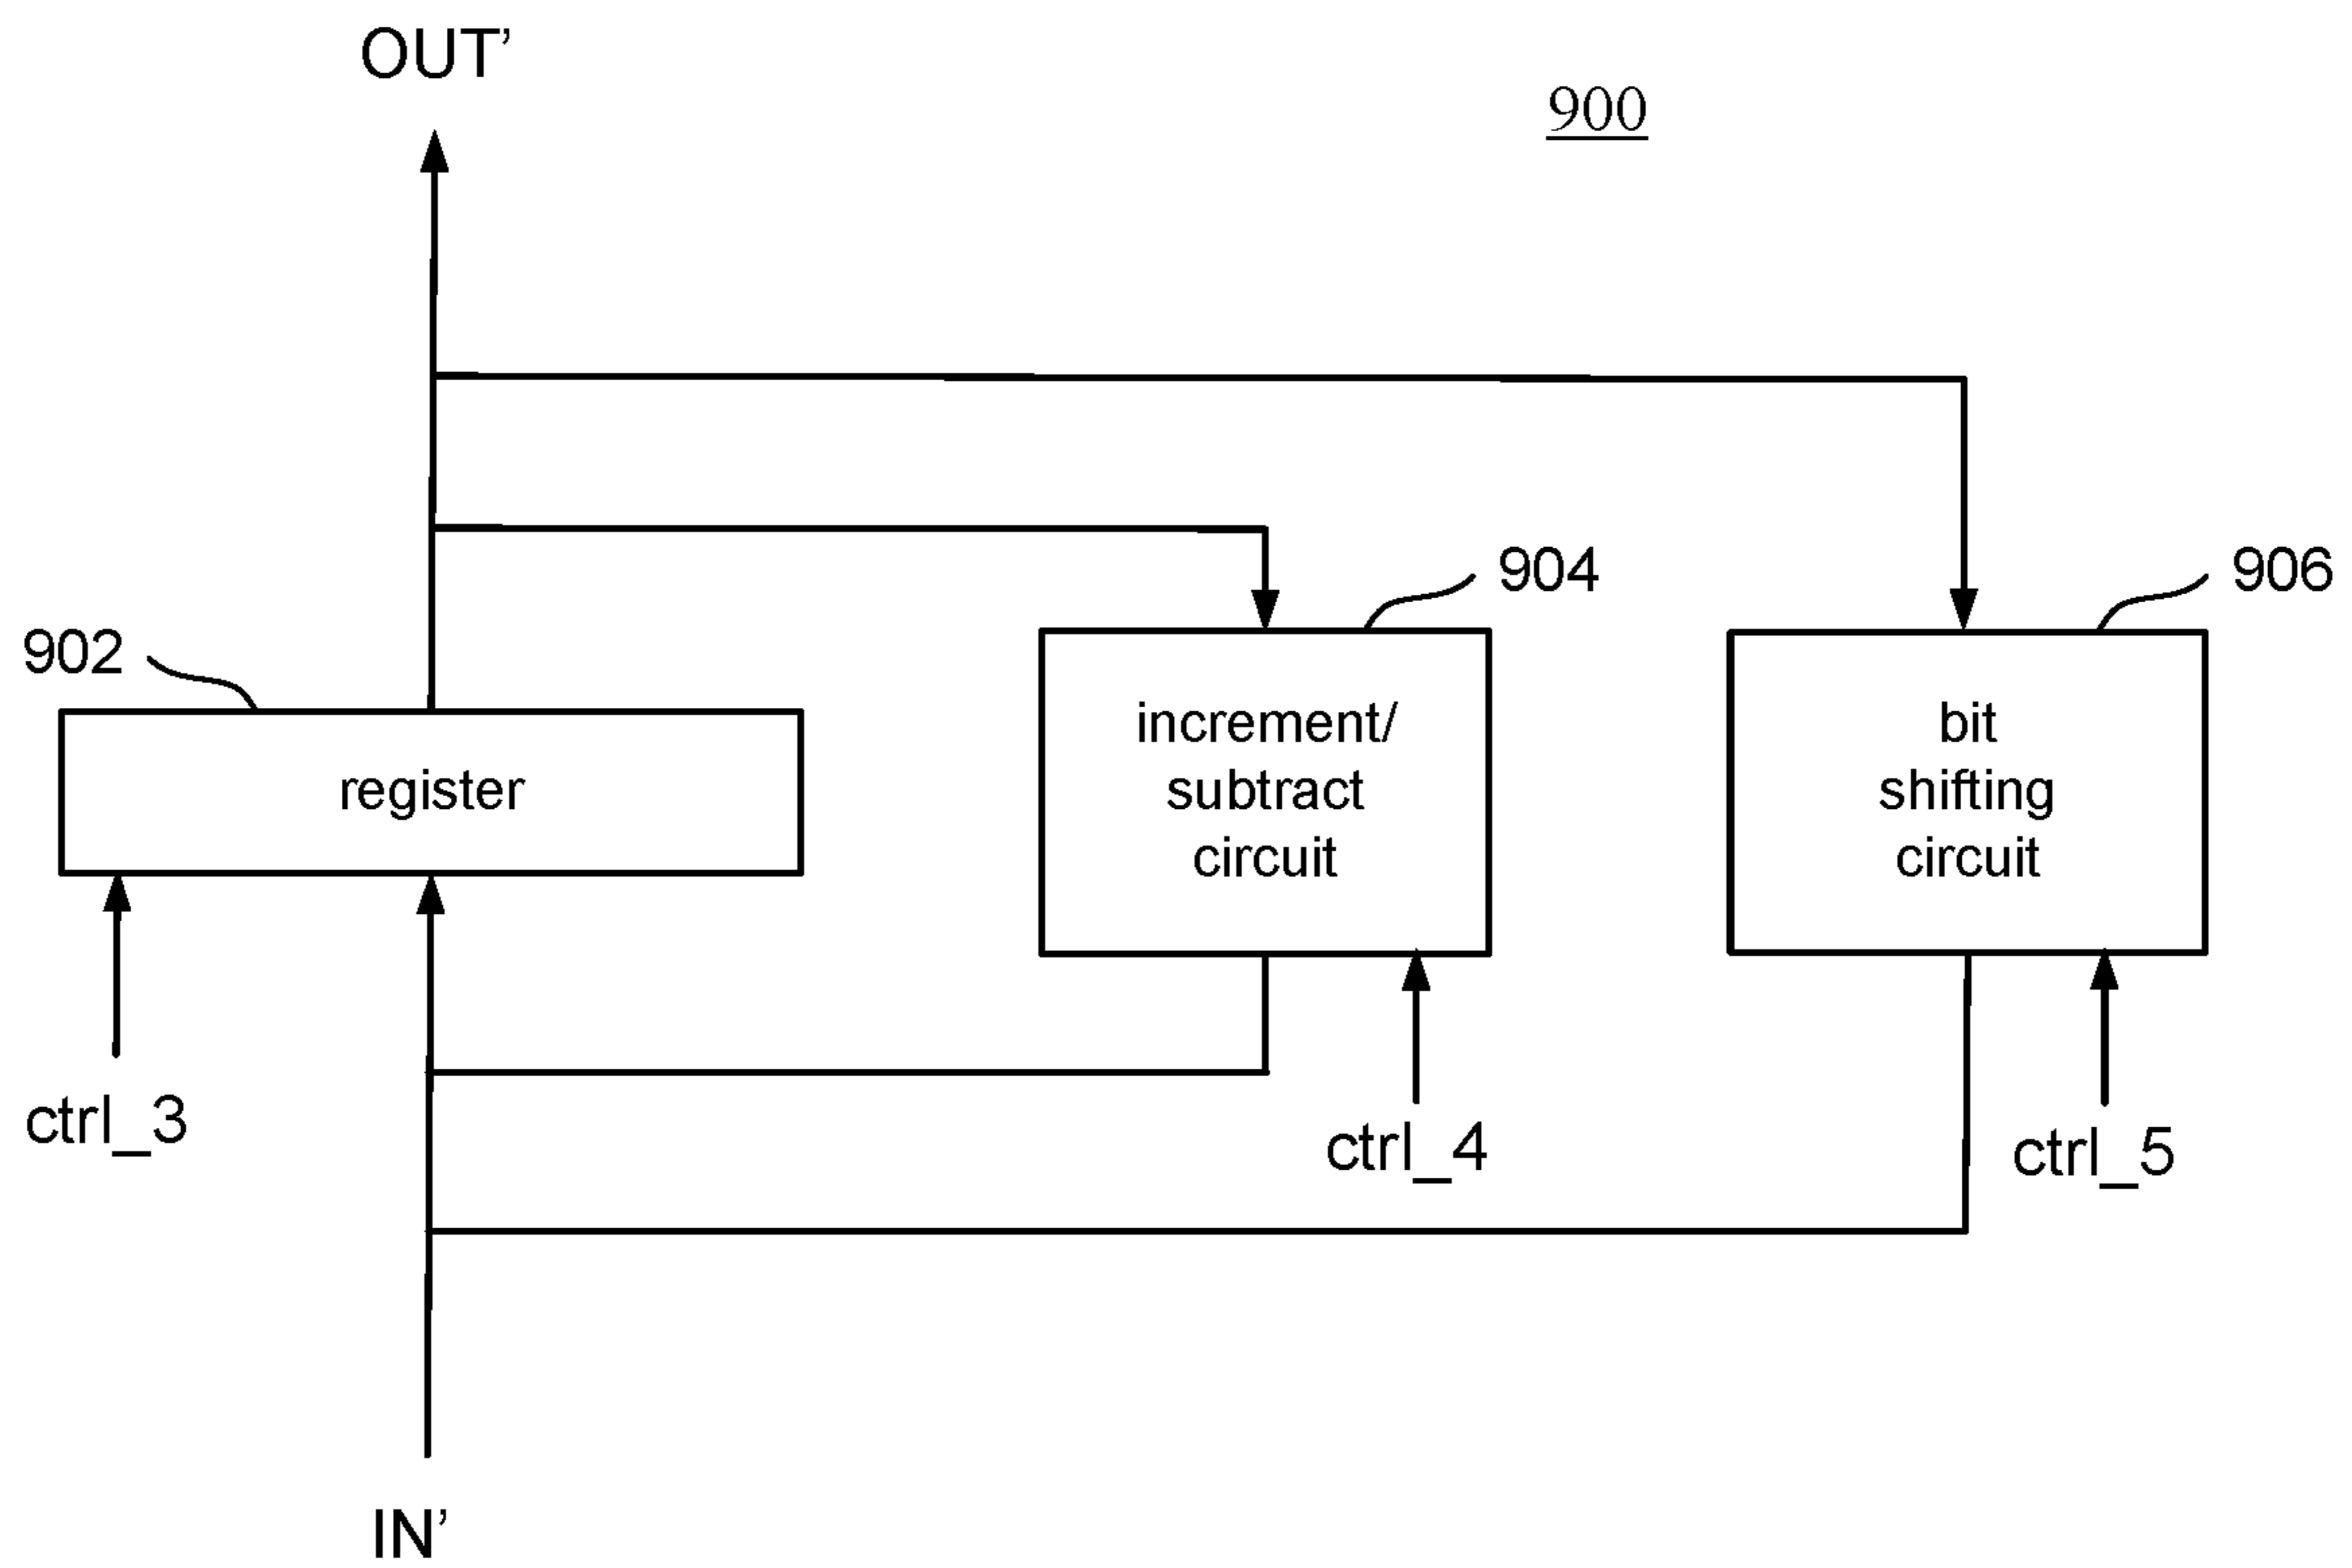 OUT’
900
904
906
902
increment/
subtract
circuit
bit
shifting
circuit
register
ctrl_3
ctrl_4
ctrl_5
IN’